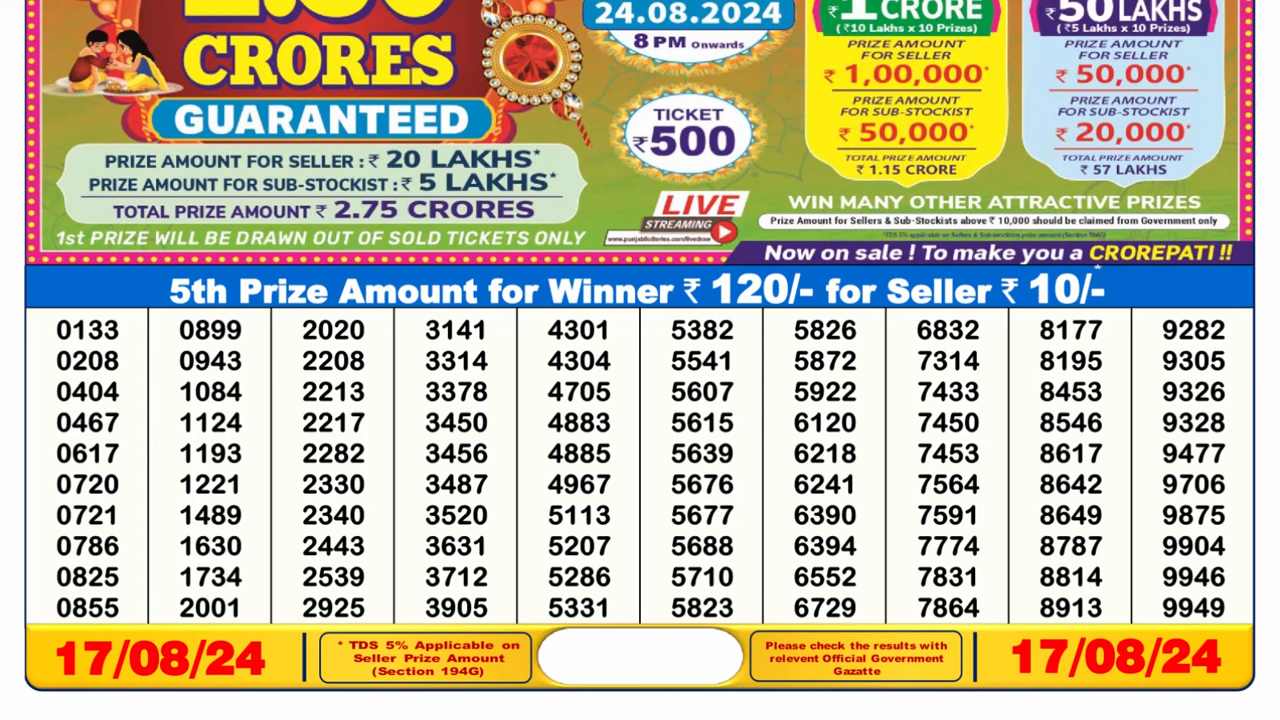 CRORES
GUARANTEED
PRIZE AMOUNT FOR SELLER : ₹ 20 LAKHS*
PRIZE AMOUNT FOR SUB-STOCKIST : ₹ 5 LAKHS*
TOTAL PRIZE AMOUNT ₹ 2.75 CRORES
1st PRIZE WILL BE DRAWN OUT OF SOLD TICKETS ONLY
24.08.2024
8 PM Onwards
TICKET
₹500
LIVE
STREAMING
www.punjablotteries.com/livedraw
₹1 CRORE
(₹10 Lakhs x 10 Prizes)
PRIZE AMOUNT
FOR SELLER
₹ 1,00,000*
PRIZE AMOUNT
FOR SUB-STOCKIST
₹ 50,000*
TOTAL PRIZE AMOUNT
₹ 1.15 CRORE
₹50 LAKHS
(₹5 Lakhs x 10 Prizes)
PRIZE AMOUNT
FOR SELLER
₹ 50,000*
PRIZE AMOUNT
FOR SUB-STOCKIST
₹ 20,000*
TOTAL PRIZE AMOUNT
₹ 57 LAKHS
WIN MANY OTHER ATTRACTIVE PRIZES
Prize Amount for Sellers & Sub-Stockists above ₹ 10,000 should be claimed from Government only
Now on sale ! To make you a CROREPATI !!
5th Prize Amount for Winner ₹ 120/- for Seller ₹ 10/-*
0133 0899 2020 3141 4301 5382 5826 6832 8177 9282
0208 0943 2208 3314 4304 5541 5872 7314 8195 9305
0404 1084 2213 3378 4705 5607 5922 7433 8453 9326
0467 1124 2217 3450 4883 5615 6120 7450 8546 9328
0617 1193 2282 3456 4885 5639 6218 7453 8617 9477
0720 1221 2330 3487 4967 5676 6241 7564 8642 9706
0721 1489 2340 3520 5113 5677 6390 7591 8649 9875
0786 1630 2443 3631 5207 5688 6394 7774 8787 9904
0825 1734 2539 3712 5286 5710 6552 7831 8814 9946
0855 2001 2925 3905 5331 5823 6729 7864 8913 9949
17/08/24
* TDS 5% Applicable on
Seller Prize Amount
(Section 194G)
Please check the results with
relevent Official Government
Gazatte
17/08/24